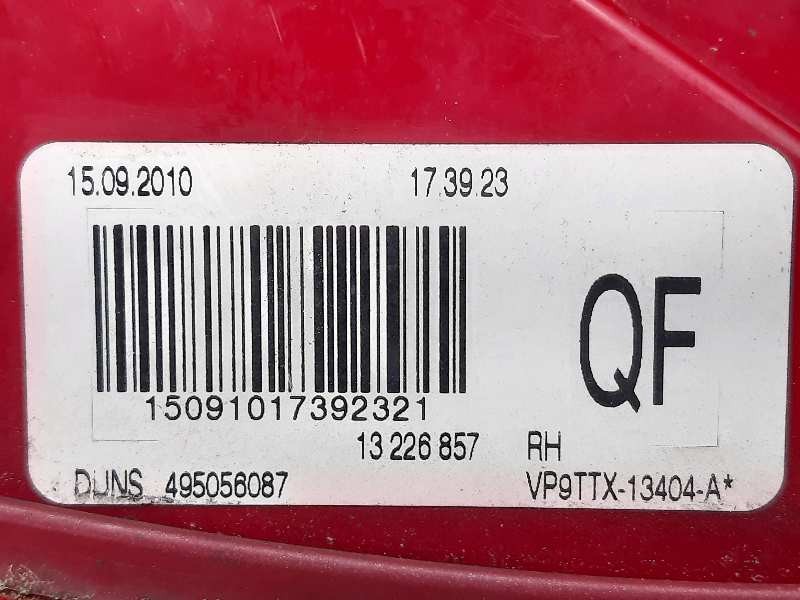 15.09.2010 17.39.23
QF
15091017392321
13 226 857 RH
DUNS 495056087 VP9TTX-13404-A*